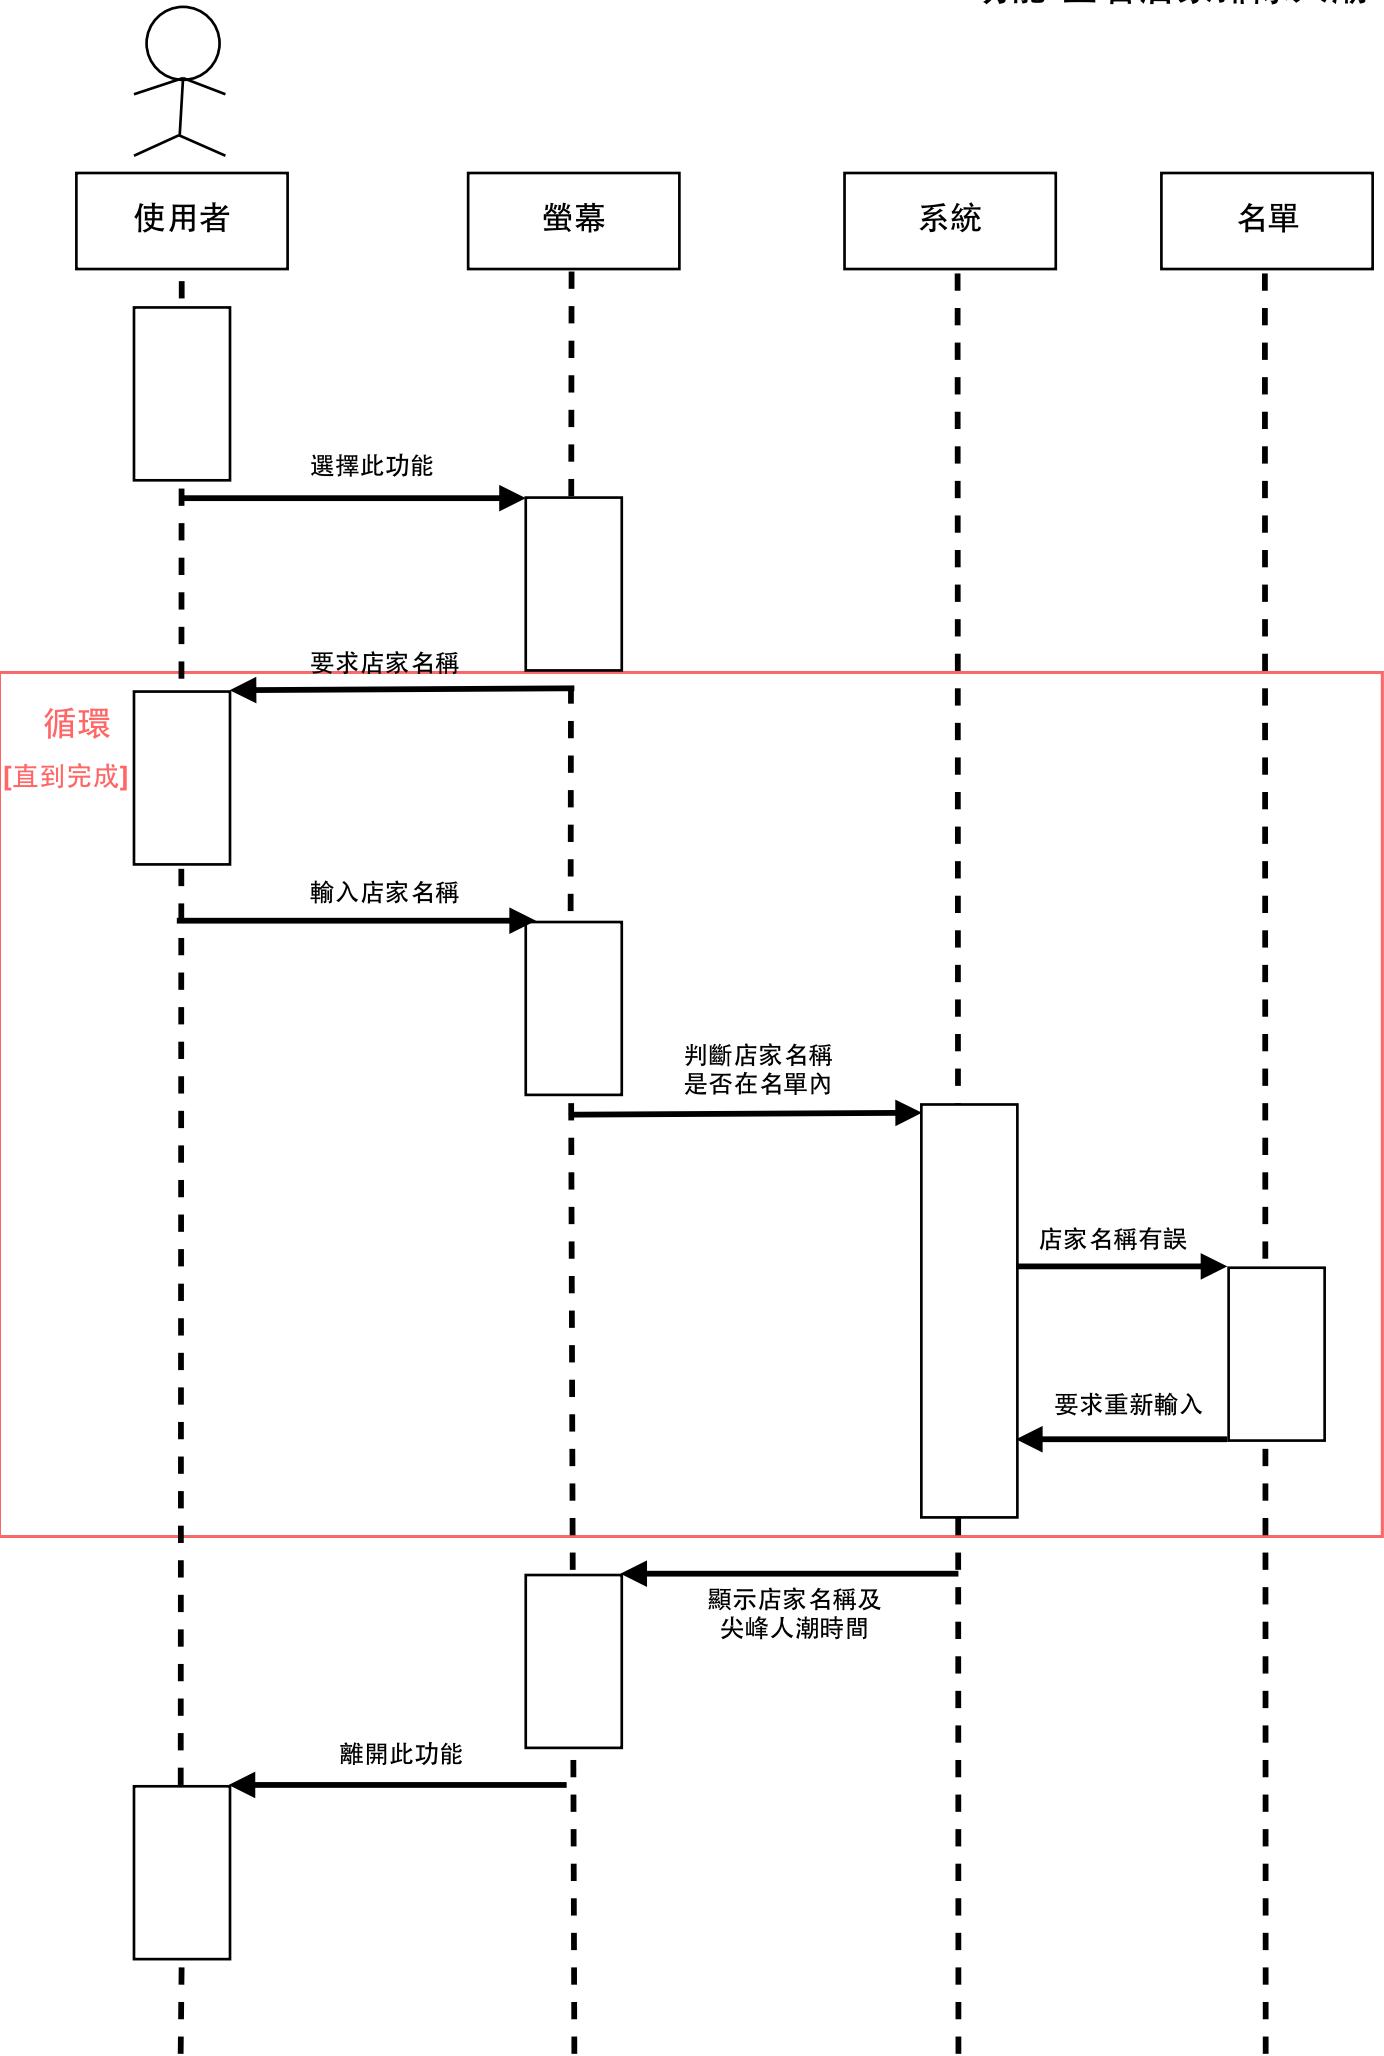 使用者
螢幕
系統
名單
選擇此功能
要求店家名稱
循環
[直到完成]
輸入店家名稱
判斷店家名稱
是否在名單內
店家名稱有誤
要求重新輸入
顯示店家名稱及
尖峰人潮時間
離開此功能